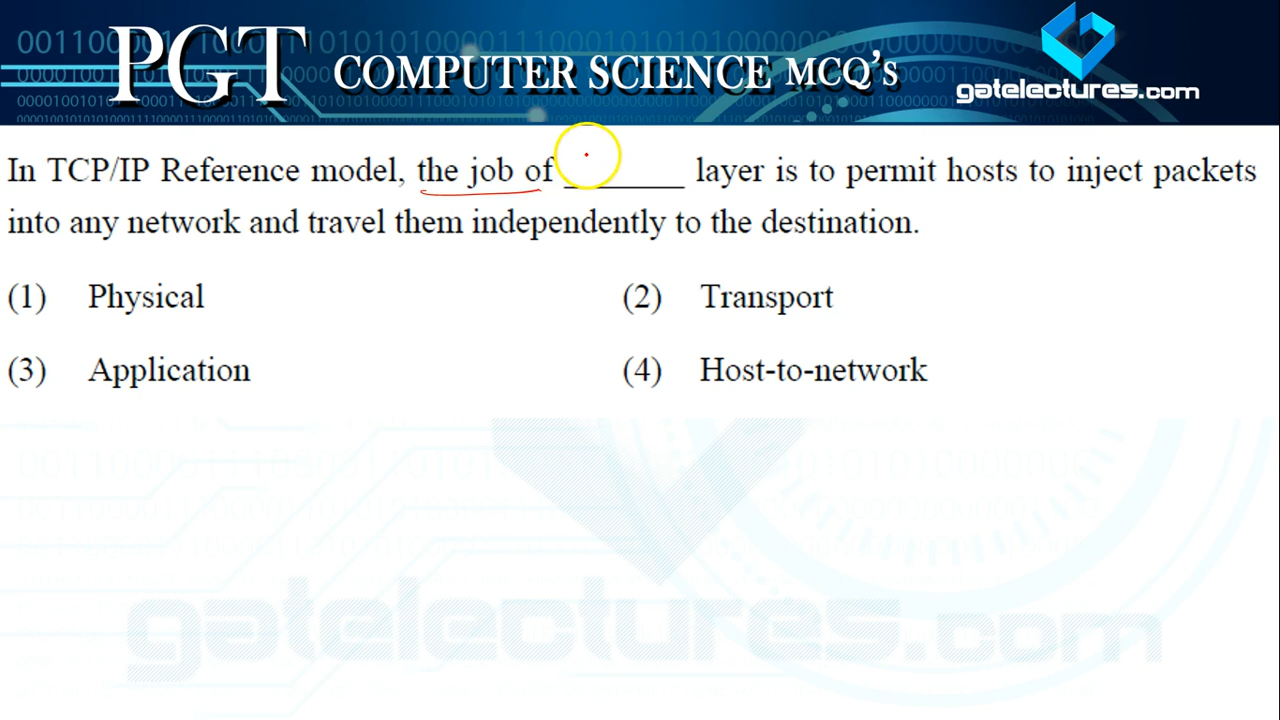 PGT COMPUTER SCIENCE MCQ's
gatelectures.com
In TCP/IP Reference model, the job of ________ layer is to permit hosts to inject packets
into any network and travel them independently to the destination.
(1) Physical (2) Transport
(3) Application (4) Host-to-network
gatelectures.com